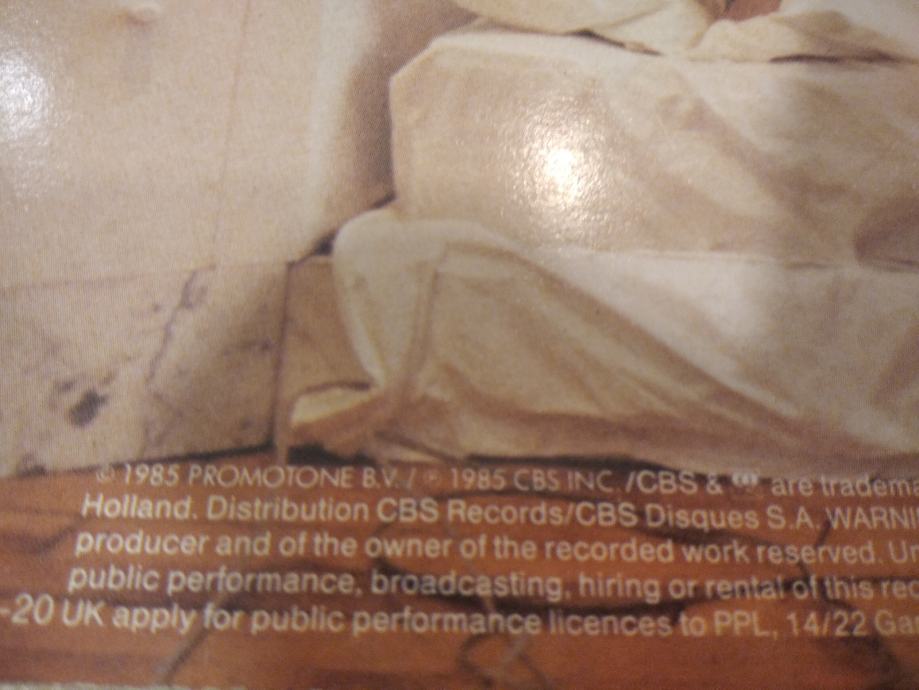 © 1985 PROMOTONE B.V. / ℗ 1985 CBS INC. /CBS & are
Holland. Distribution CBS Records/CBS Disques S.A. WARNI
producer and of the owner of the recorded work reserved. Un
public performance, broadcasting, hiring or rental of this rec
-20 UK apply for public performance licences to PPL, 14/22 Ga